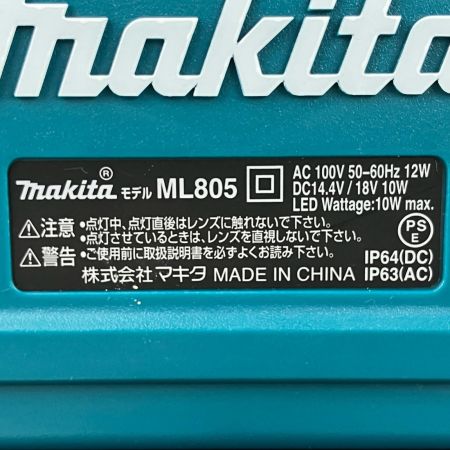 makita
makita® モデル ML805 AC 100V 50-60Hz 12W
DC14.4V / 18V 10W
LED Wattage:10W max.
⚠注意 •点灯中、点灯直後はレンズに触れないで下さい。
•点灯させているときは、レンズを直視しないで下さい。
⚠警告 •ご使用前に取扱説明書を必ずよくお読み下さい。
PS
E
株式会社マキタ MADE IN CHINA
IP64(DC)
IP63(AC)